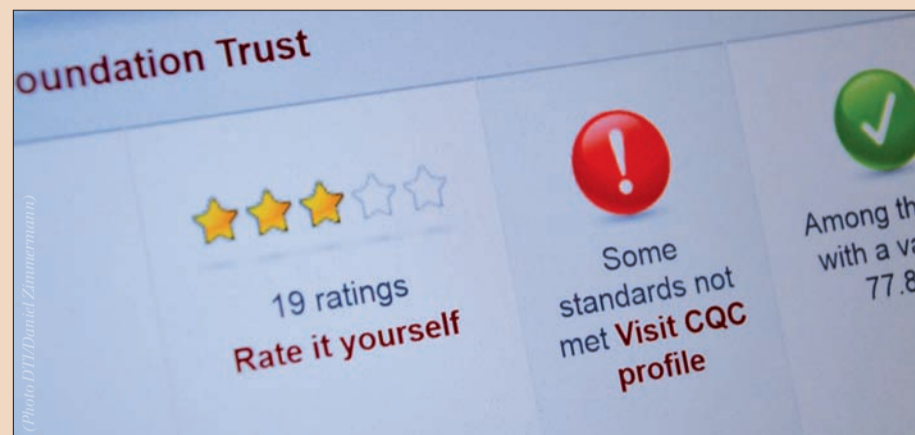 oundation Trust
19 ratings
Rate it yourself
Some
standards not
met Visit CQC
profile
Among th
with a va
77.8
(Photo DTI/Daniel Zimmermann)